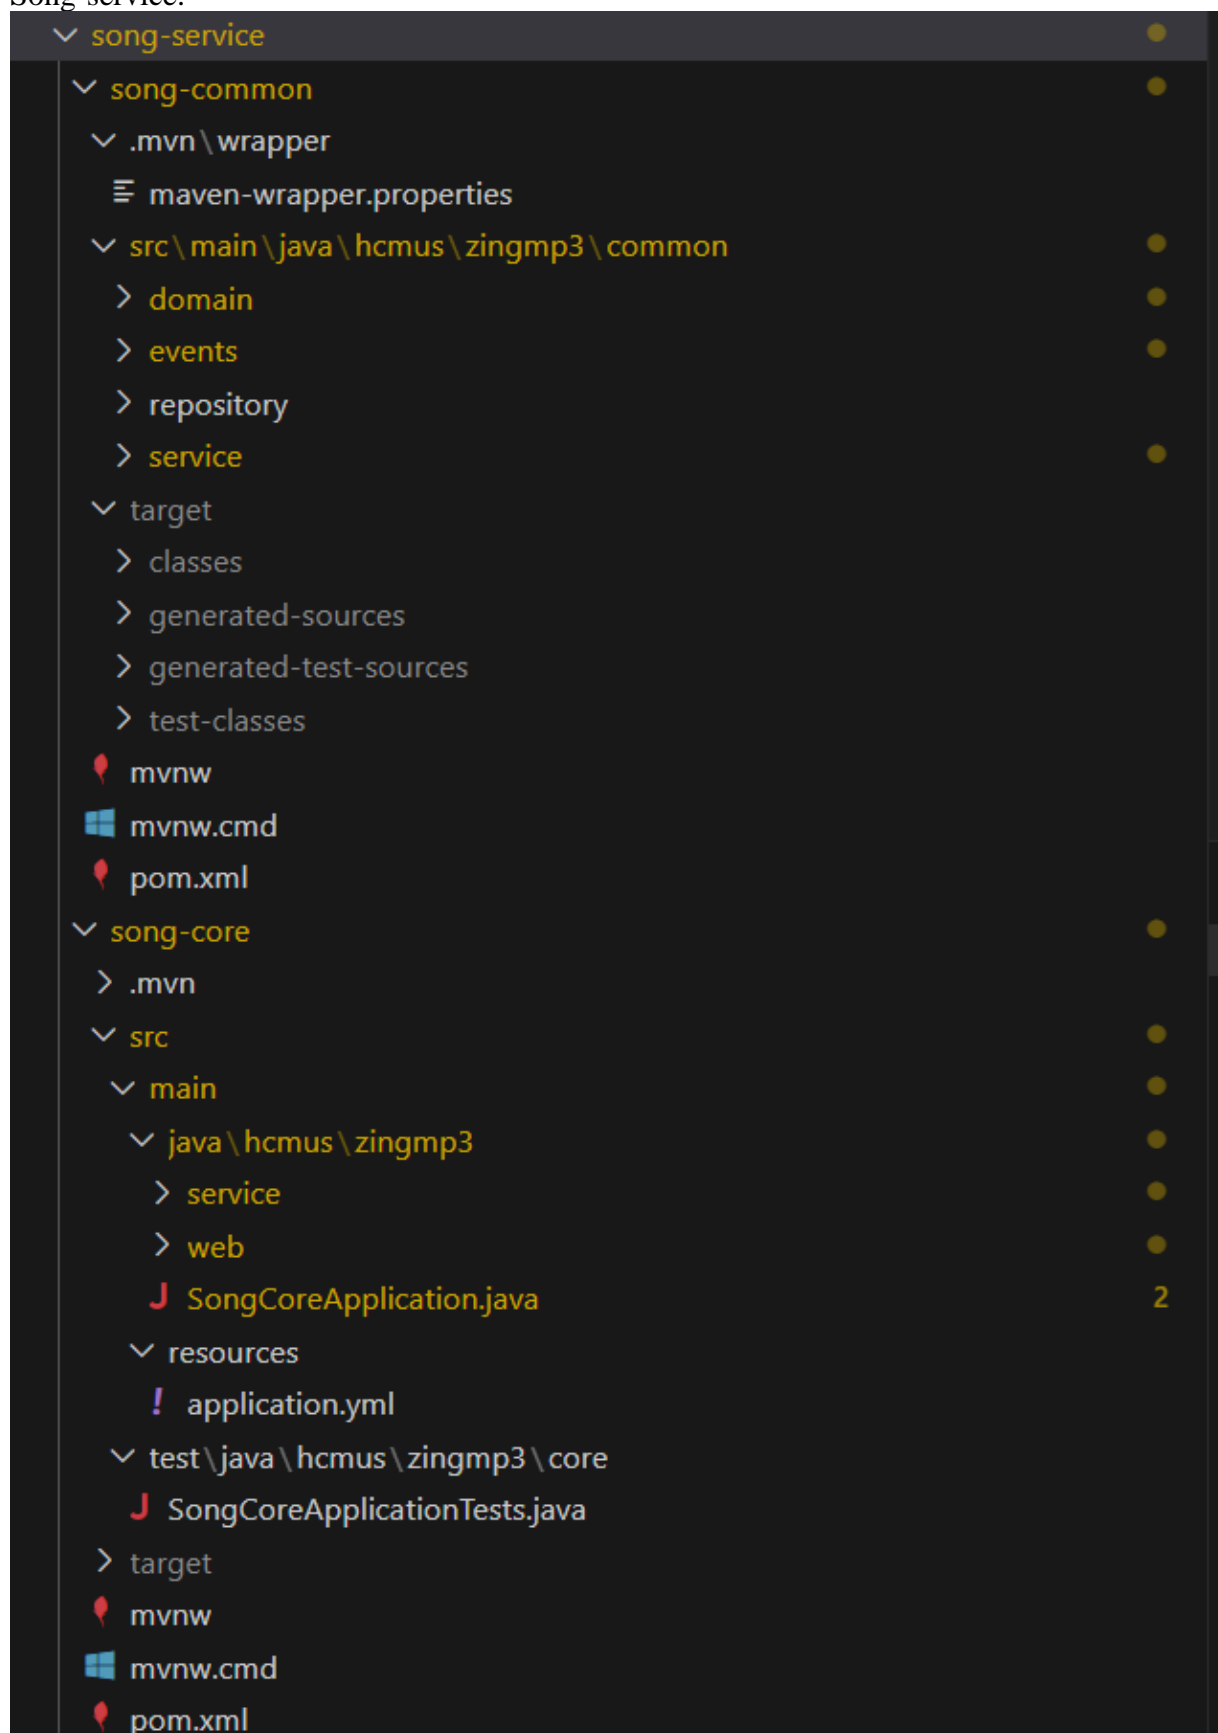 Song-service:
song-service
song-common
.mvn\wrapper
maven-wrapper.properties
src\main\java\hcmus\zingmp3\common
domain
events
repository
service
target
classes
generated-sources
generated-test-sources
test-classes
mvnw
mvnw.cmd
pom.xml
song-core
.mvn
src
main
java\hcmus\zingmp3
service
web
SongCoreApplication.java 2
resources
application.yml
test\java\hcmus\zingmp3\core
SongCoreApplicationTests.java
target
mvnw
mvnw.cmd
pom.xml